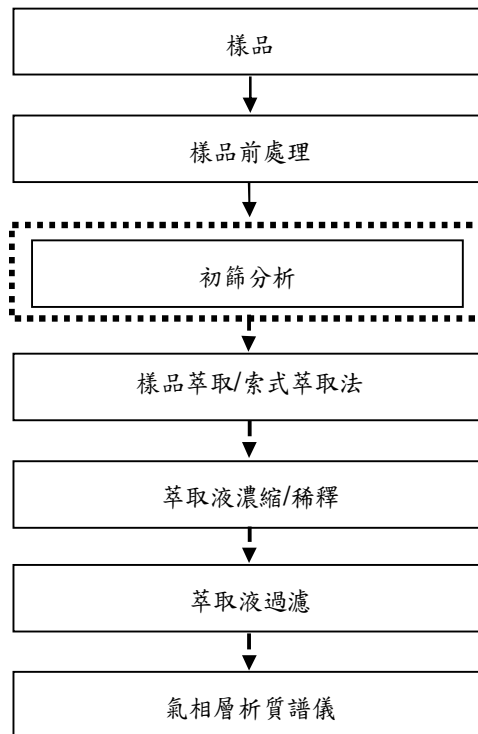 樣品
樣品前處理
初篩分析
樣品萃取/索式萃取法
萃取液濃縮/稀釋
萃取液過濾
氣相層析質譜儀